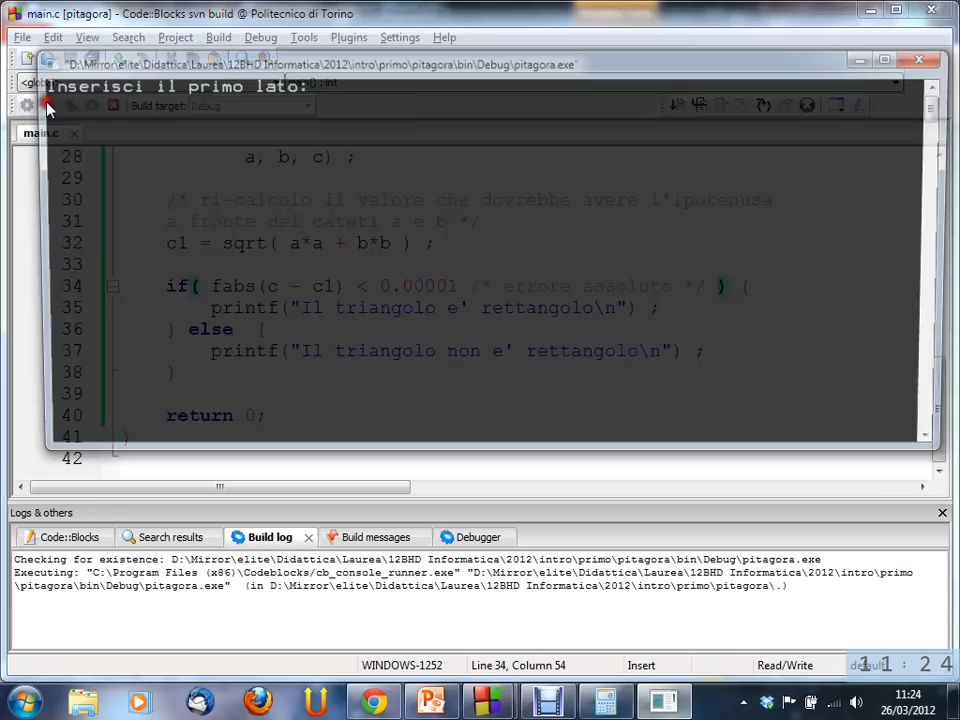 main.c [pitagora] - Code::Blocks svn build @ Politecnico di Torino
File Edit View Search Project Build Debug Tools Plugins Settings Help
"D:\Mirror\elite\Didattica\Laurea\12BHD Informatica\2012\intro\primo\pitagora\bin\Debug\pitagora.exe"
Inserisci il primo lato:
Build target: Debug
main.c
28 a, b, c) ;
29
30 /* ri-calcolo il valore che dovrebbe avere l'ipotenusa
31 a fronte dei cateti a e b */
32 c1 = sqrt( a*a + b*b ) ;
33
34 if( fabs(c - c1) < 0.00001 /* errore assoluto */ ) {
35 printf("Il triangolo e' rettangolo\n") ;
36 } else {
37 printf("Il triangolo non e' rettangolo\n") ;
38 }
39
40 return 0;
41 }
42
Logs & others
Code::Blocks Search results Build log Build messages Debugger
Checking for existence: D:\Mirror\elite\Didattica\Laurea\12BHD Informatica\2012\intro\primo\pitagora\bin\Debug\pitagora.exe
Executing: "C:\Program Files (x86)\Codeblocks/cb_console_runner.exe" "D:\Mirror\elite\Didattica\Laurea\12BHD Informatica\2012\intro\primo
\pitagora\bin\Debug\pitagora.exe" (in D:\Mirror\elite\Didattica\Laurea\12BHD Informatica\2012\intro\primo\pitagora\.)
WINDOWS-1252 Line 34, Column 54 Insert Read/Write default
11:24
11:24
26/03/2012